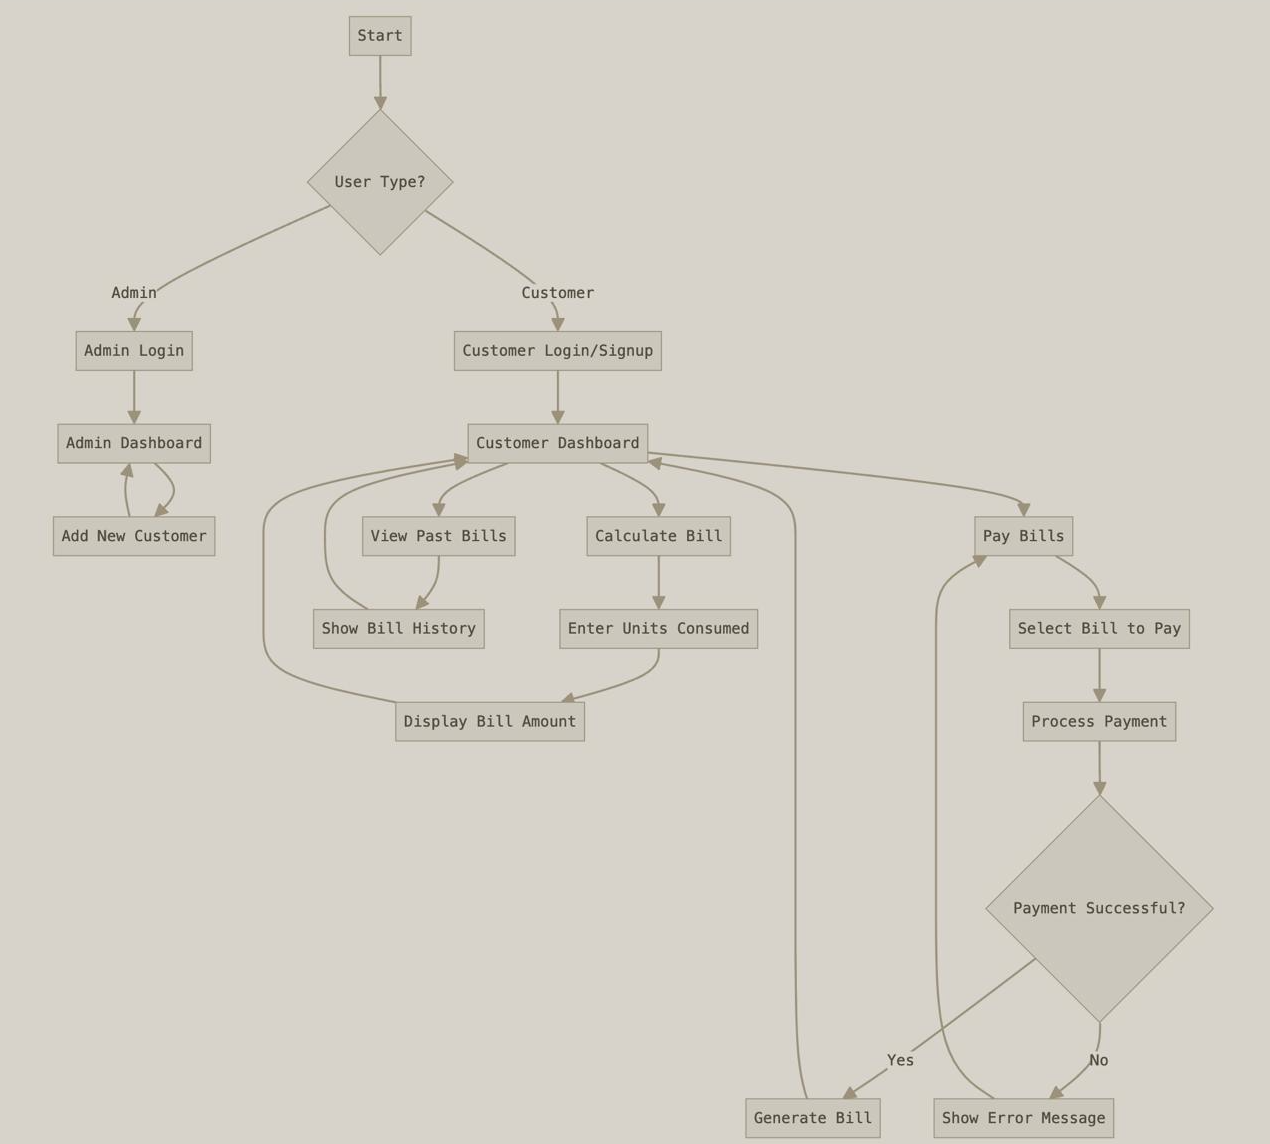 Start
User Type?
Admin
Customer
Admin Login
Customer Login/Signup
Admin Dashboard
Customer Dashboard
Add New Customer
View Past Bills
Calculate Bill
Pay Bills
Show Bill History
Enter Units Consumed
Select Bill to Pay
Display Bill Amount
Process Payment
Payment Successful?
Yes
No
Generate Bill
Show Error Message